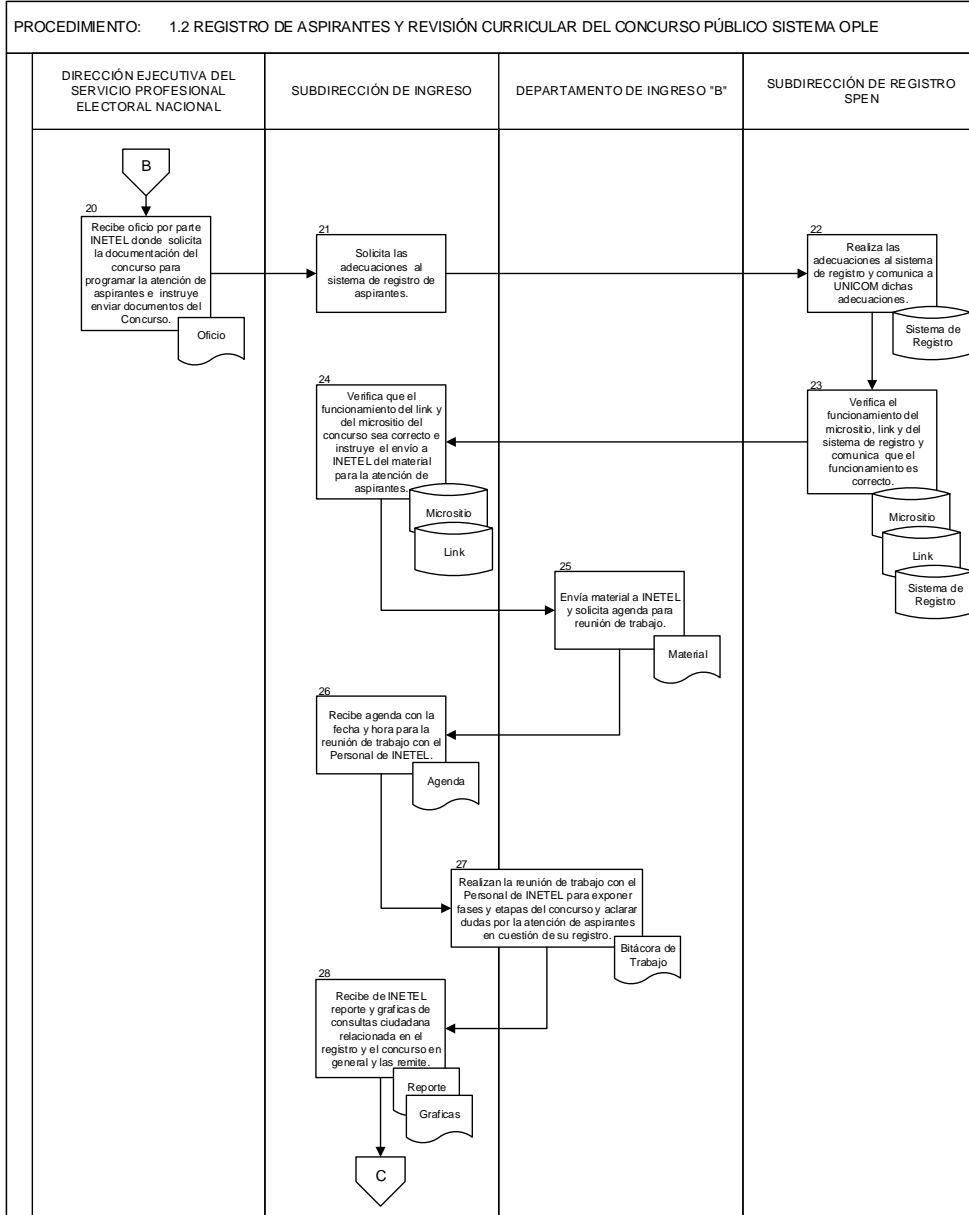 PROCEDIMIENTO: 1.2 REGISTRO DE ASPIRANTES Y REVISIÓN CURRICULAR DEL CONCURSO PÚBLICO SISTEMA OPLE
DIRECCIÓN EJECUTIVA DEL
SERVICIO PROFESIONAL
ELECTORAL NACIONAL
SUBDIRECCIÓN DE INGRESO
DEPARTAMENTO DE INGRESO "B"
SUBDIRECCIÓN DE REGISTRO
SPEN
B
20
Recibe oficio por parte
INETEL donde solicita
la documentación del
concurso para
programar la atención de
aspirantes e instruye
enviar documentos del
Concurso.
Oficio
21
Solicita las
adecuaciones al
sistema de registro de
aspirantes.
22
Realiza las
adecuaciones al sistema
de registro y comunica a
UNICOM dichas
adecuaciones.
Sistema de
Registro
23
Verifica el
funcionamiento del
micrositio, link y del
sistema de registro y
comunica que el
funcionamiento es
correcto.
Micrositio
Link
Sistema de
Registro
24
Verifica que el
funcionamiento del link y
del micrositio del
concurso sea correcto e
instruye el envío a
INETEL del material
para la atención de
aspirantes.
Micrositio
Link
25
Envía material a INETEL
y solicita agenda para
reunión de trabajo.
Material
26
Recibe agenda con la
fecha y hora para la
reunión de trabajo con el
Personal de INETEL.
Agenda
27
Realizan la reunión de trabajo con el
Personal de INETEL para exponer
fases y etapas del concurso y aclarar
dudas por la atención de aspirantes
en cuestión de su registro.
Bitácora de
Trabajo
28
Recibe de INETEL
reporte y graficas de
consultas ciudadana
relacionada en el
registro y el concurso en
general y las remite.
Reporte
Graficas
C